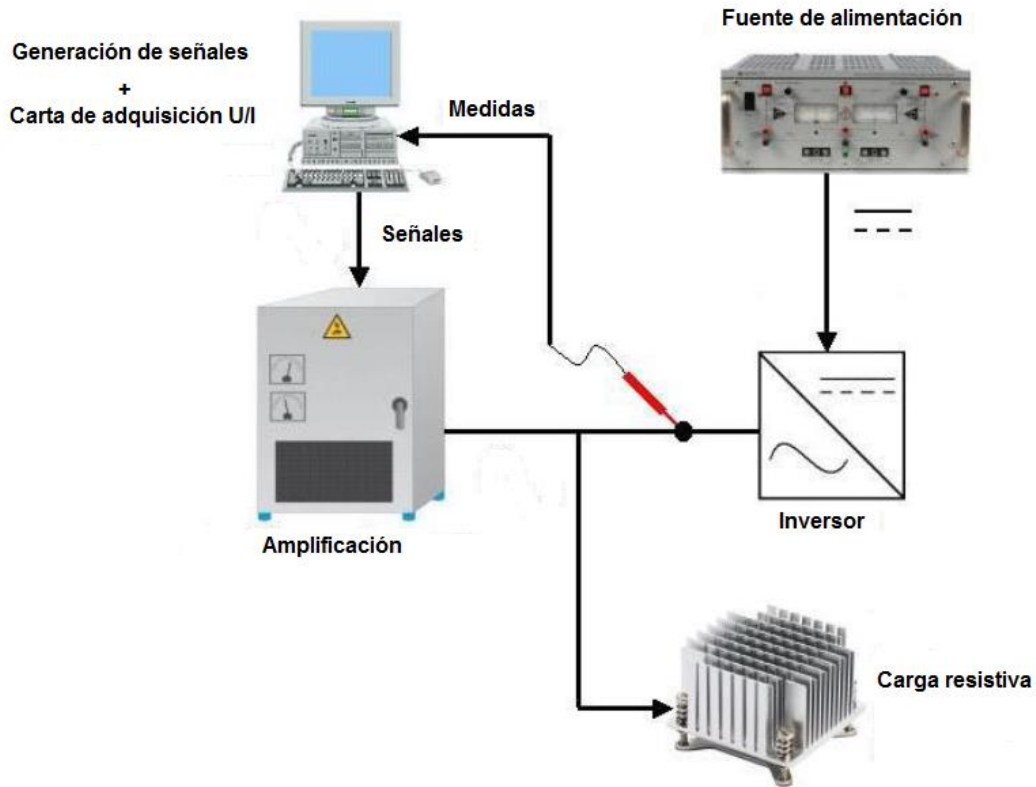 Fuente de alimentación
Generación de señales
+
Carta de adquisición U/I
Medidas
Señales
Amplificación
Inversor
Carga resistiva